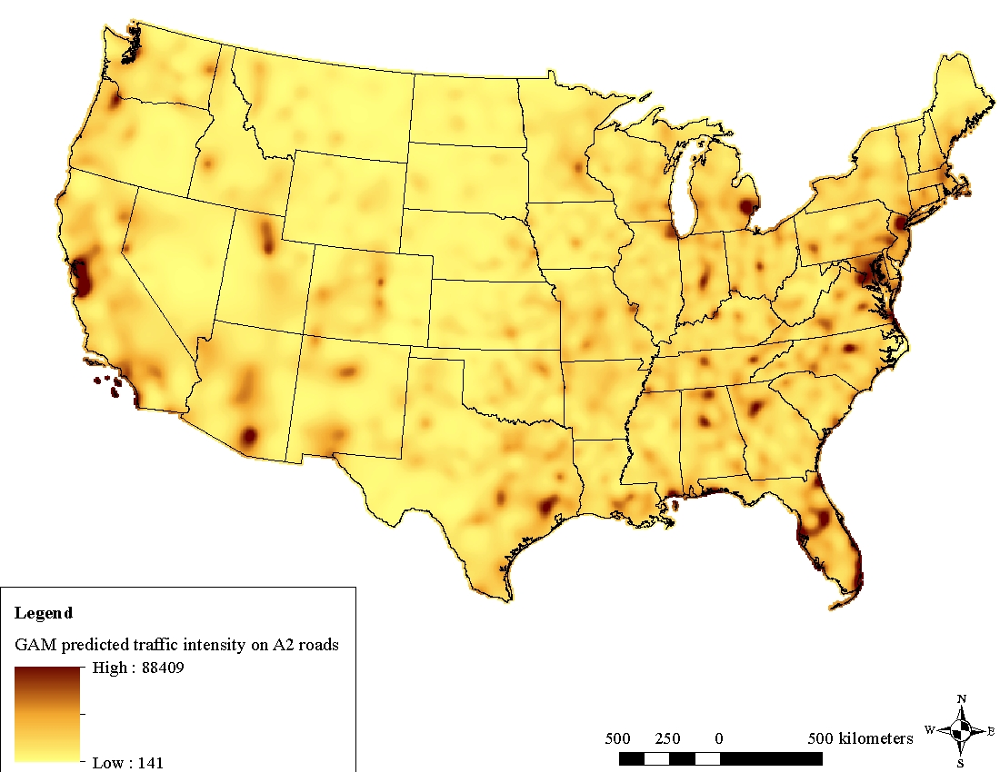 Legend
GAM predicted traffic intensity on A2 roads
High : 88409
Low : 141
500 250 0 500 kilometers
N
W E
S